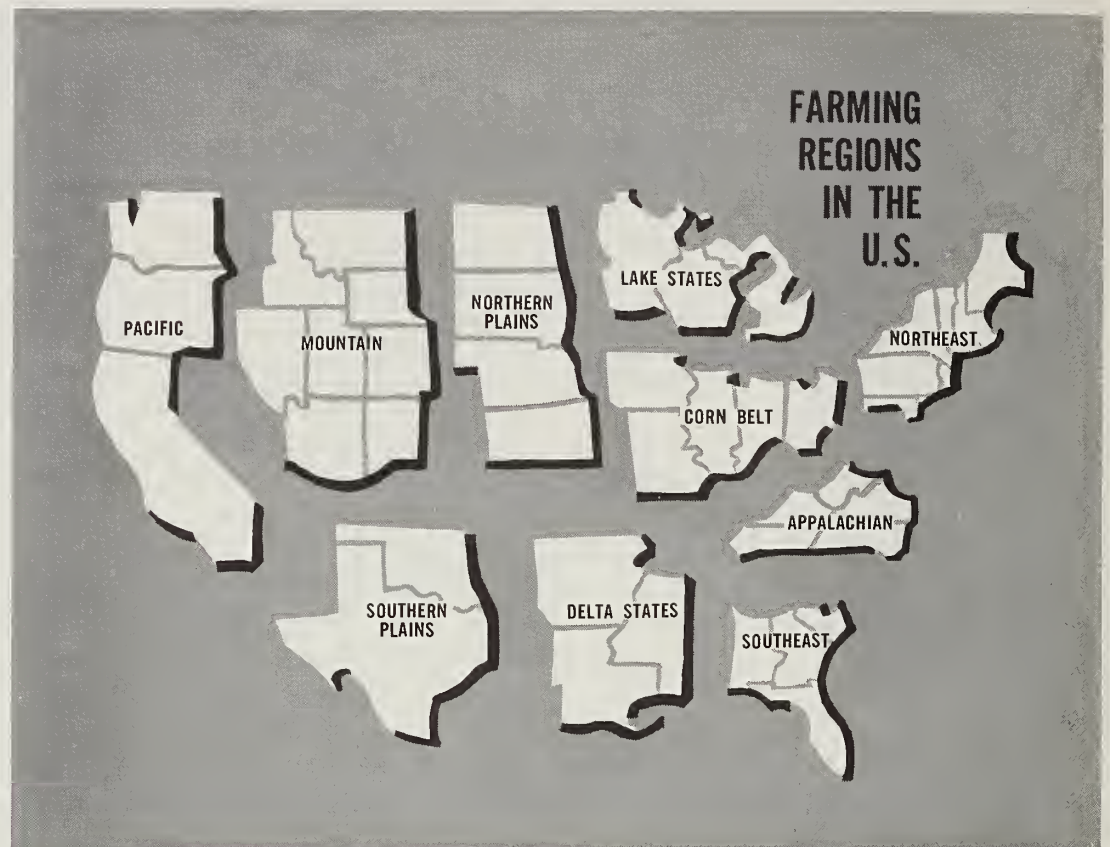 FARMING
REGIONS
IN THE
U.S.
PACIFIC
MOUNTAIN
NORTHERN
PLAINS
LAKE STATES
NORTHEAST
CORN BELT
APPALACHIAN
SOUTHERN
PLAINS
DELTA STATES
SOUTHEAST